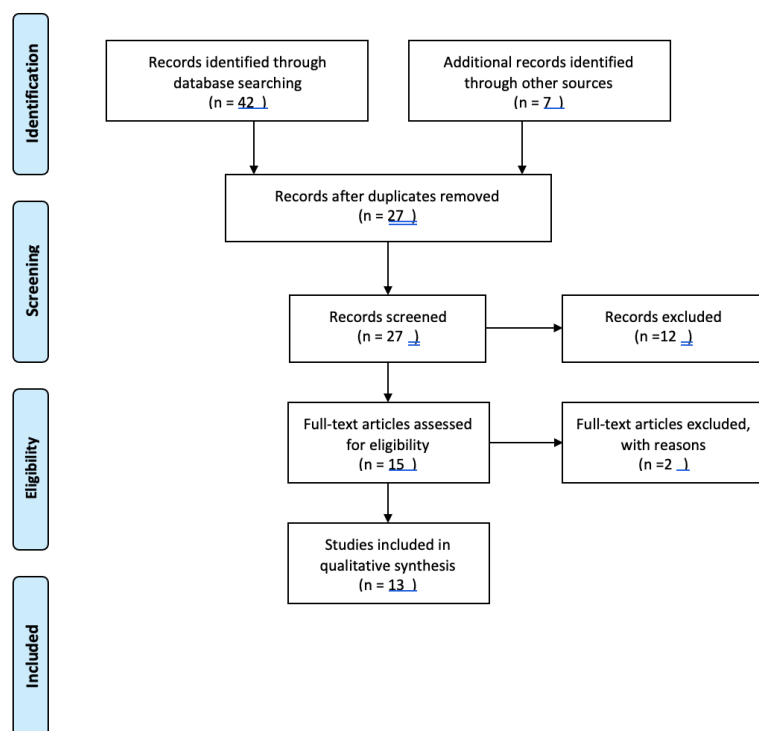 Identification
Records identified through
database searching
(n = 42  )
Additional records identified
through other sources
(n = 7  )
Records after duplicates removed
(n = 27  )
Screening
Records screened
(n = 27  )
Records excluded
(n =12  )
Eligibility
Full-text articles assessed
for eligibility
(n = 15  )
Full-text articles excluded,
with reasons
(n =2  )
Studies included in
qualitative synthesis
(n = 13  )
Included